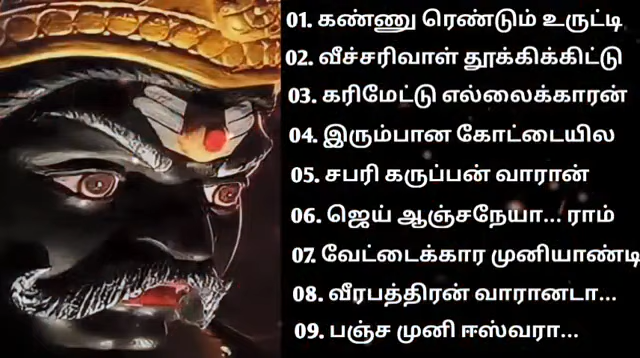 01. கண்ணு ரெண்டும் உருட்டி
02. வீச்சரிவாள் தூக்கிக்கிட்டு
03. கரிமேட்டு எல்லைக்காரன்
04. இரும்பான கோட்டையில
05. சபரி கருப்பன் வாரான்
06. ஜெய் ஆஞ்சநேயா... ராம்
07. வேட்டைக்கார முனியாண்டி
08. வீரபத்திரன் வாரானடா...
09. பஞ்ச முனி ஈஸ்வரா...